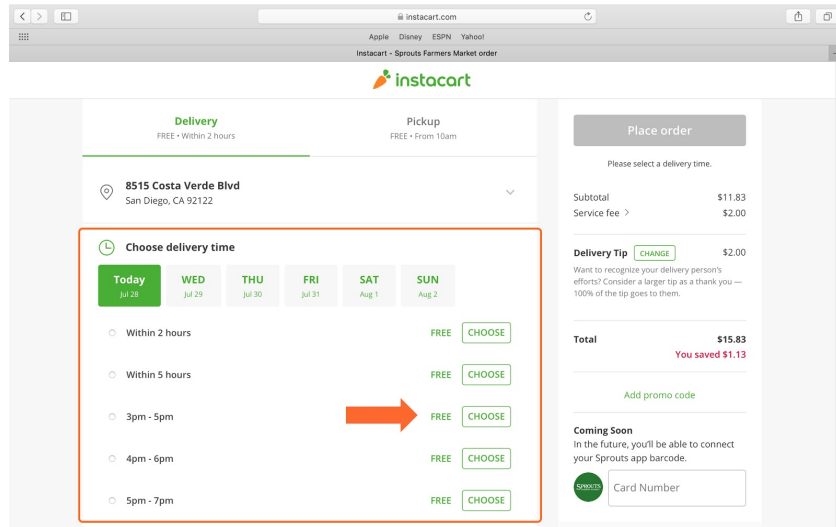 instacart.com
Apple Disney ESPN Yahoo!
Instacart - Sprouts Farmers Market order
instacart
Delivery
FREE • Within 2 hours
Pickup
FREE • From 10am
8515 Costa Verde Blvd
San Diego, CA 92122
Choose delivery time
Today WED THU FRI SAT SUN
Jul 28 Jul 29 Jul 30 Jul 31 Aug 1 Aug 2
Within 2 hours FREE CHOOSE
Within 5 hours FREE CHOOSE
3pm - 5pm FREE CHOOSE
4pm - 6pm FREE CHOOSE
5pm - 7pm FREE CHOOSE
Place order
Please select a delivery time.
Subtotal $11.83
Service fee > $2.00
Delivery Tip CHANGE $2.00
Want to recognize your delivery person's
efforts? Consider a larger tip as a thank you —
100% of the tip goes to them.
Total $15.83
You saved $1.13
Add promo code
Coming Soon
In the future, you'll be able to connect
your Sprouts app barcode.
SPROUTS
Card Number